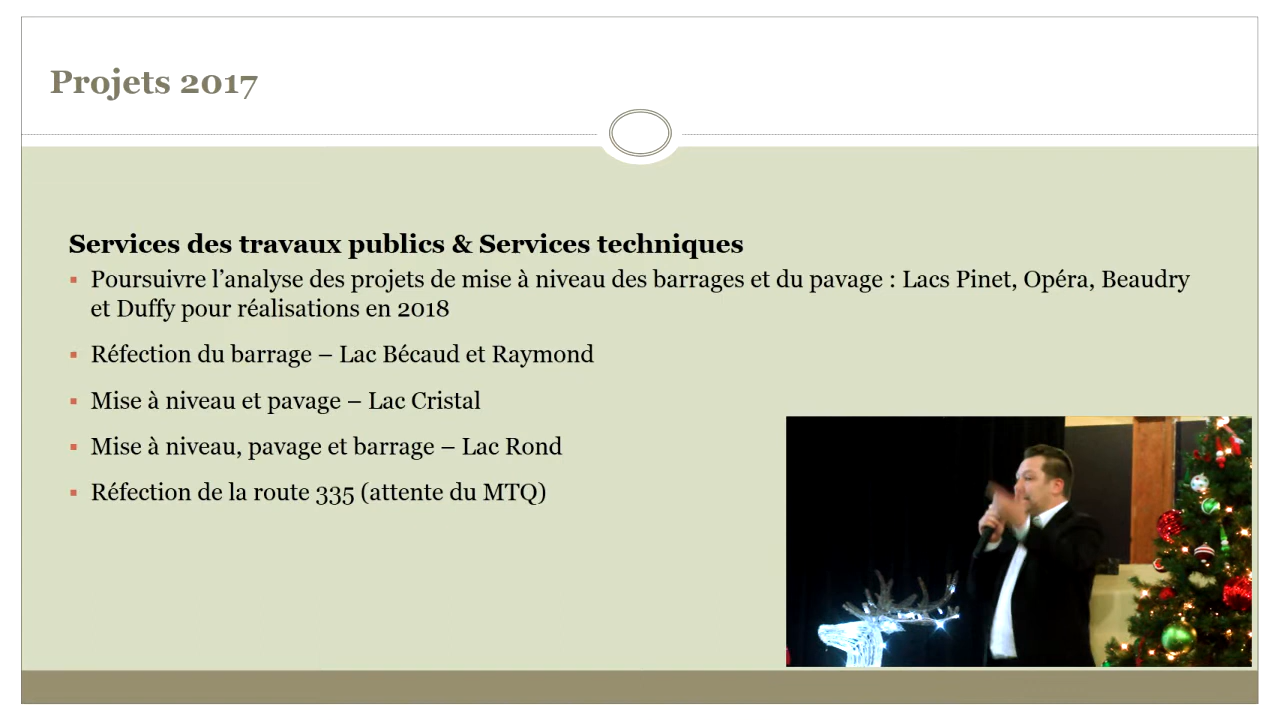 Projets 2017
Services des travaux publics & Services techniques
Poursuivre l’analyse des projets de mise à niveau des barrages et du pavage : Lacs Pinet, Opéra, Beaudry
et Duffy pour réalisations en 2018
Réfection du barrage – Lac Bécaud et Raymond
Mise à niveau et pavage – Lac Cristal
Mise à niveau, pavage et barrage – Lac Rond
Réfection de la route 335 (attente du MTQ)